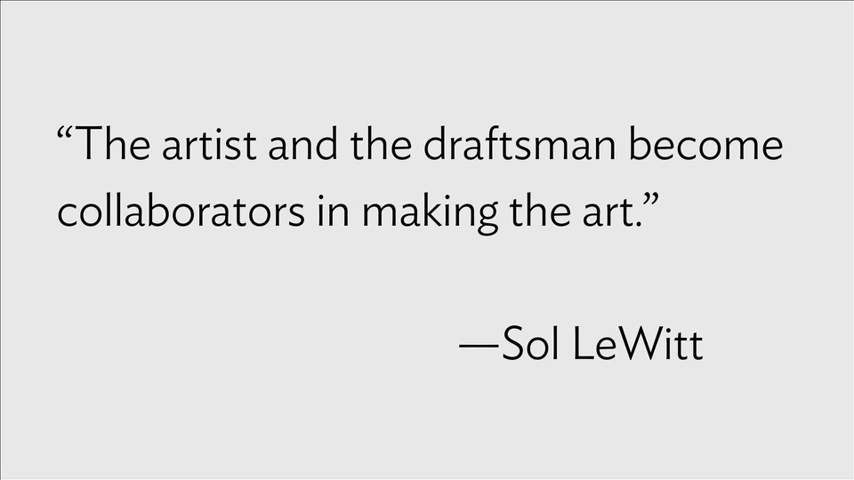 “The artist and the draftsman become
collaborators in making the art.”
—Sol LeWitt